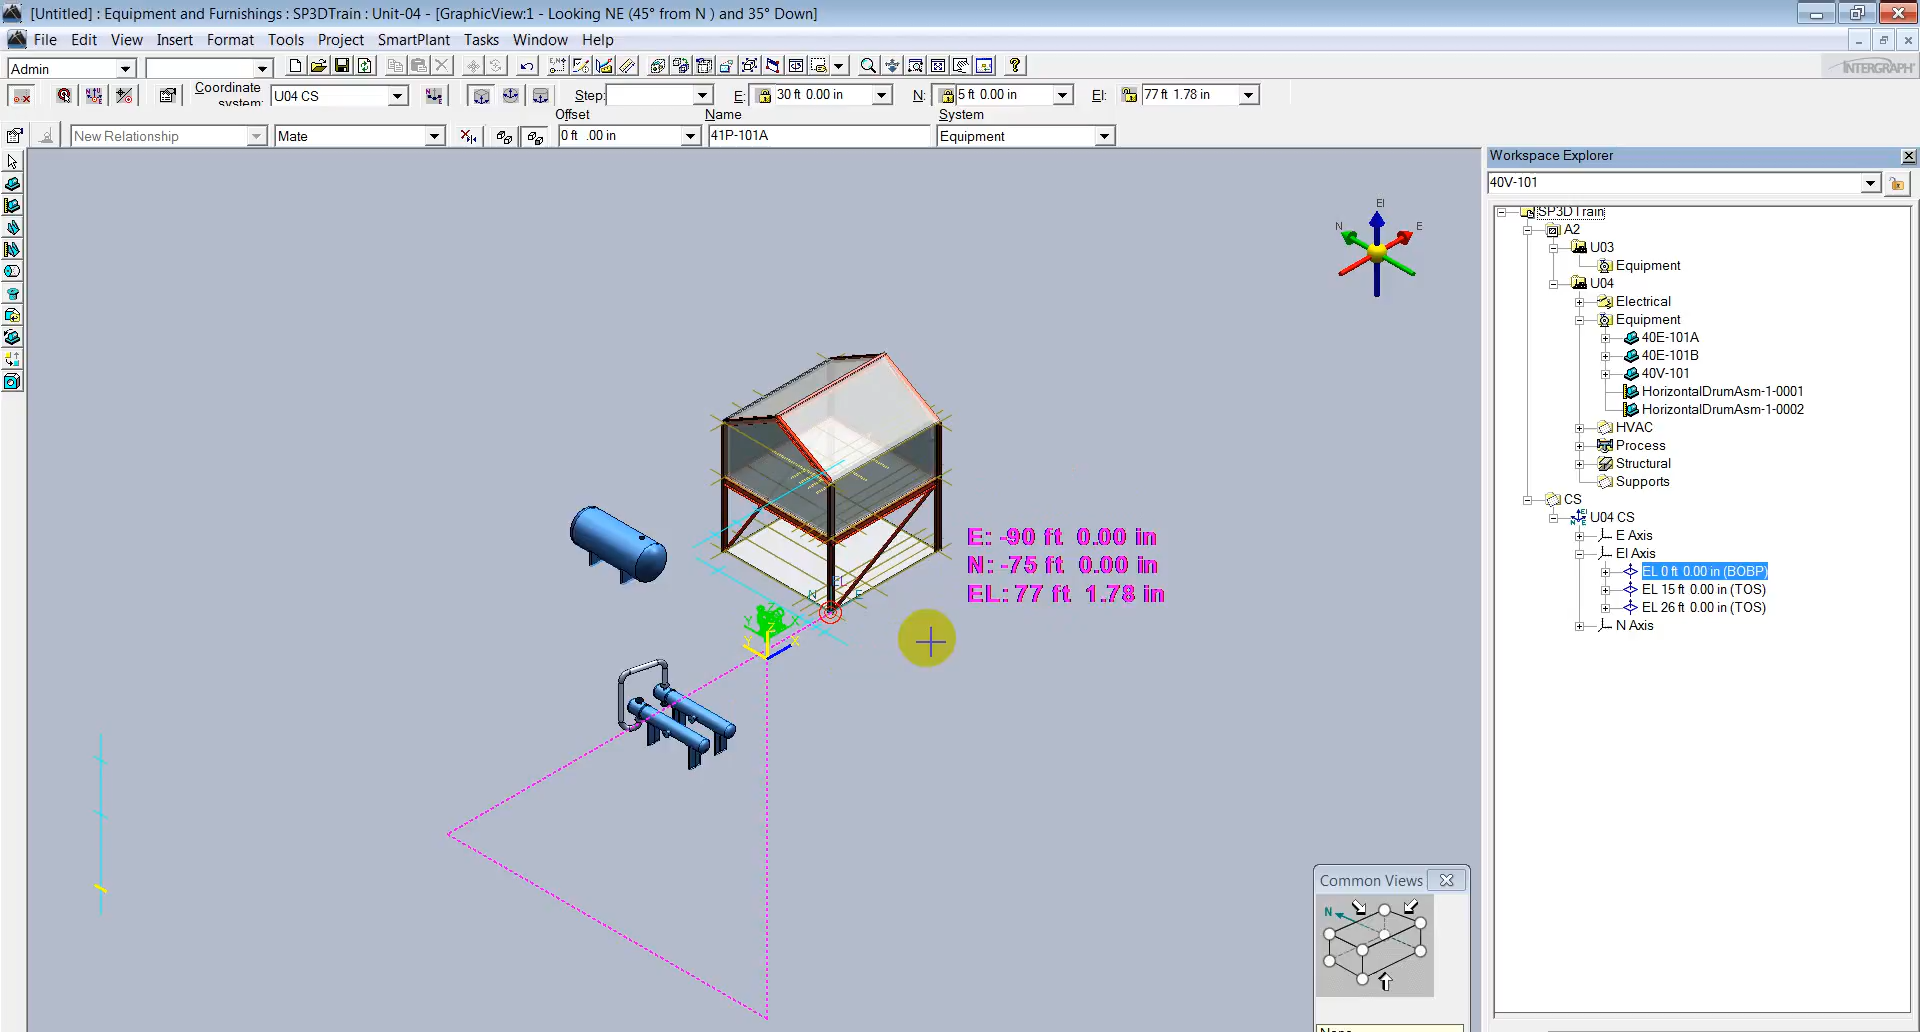 [Untitled] : Equipment and Furnishings : SP3DTrain : Unit-04 - [GraphicView:1 - Looking NE (45° from N ) and 35° Down]
File Edit View Insert Format Tools Project SmartPlant Tasks Window Help
Admin
INTERGRAPH
Coordinate system: U04 CS Step: E: 30 ft 0.00 in N: 5 ft 0.00 in El: 77 ft 1.78 in
Offset Name System
New Relationship Mate 0 ft .00 in 41P-101A Equipment
Workspace Explorer
40V-101
SP3DTrain
A2
U03
Equipment
U04
Electrical
Equipment
40E-101A
40E-101B
40V-101
HorizontalDrumAsm-1-0001
HorizontalDrumAsm-1-0002
HVAC
Process
Structural
Supports
CS
U04 CS
E Axis
El Axis
EL 0 ft 0.00 in (BOBP)
EL 15 ft 0.00 in (TOS)
EL 26 ft 0.00 in (TOS)
N Axis
El
N E
E: -90 ft 0.00 in
N: -75 ft 0.00 in
EL: 77 ft 1.78 in
EL
N E
Z
Y X
Z
Y X
Common Views
N